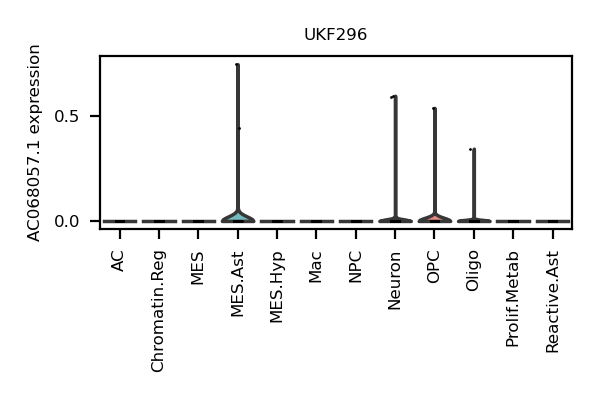 UKF296
AC068057.1 expression
0.5
0.0
AC
Chromatin.Reg
MES
MES.Ast
MES.Hyp
Mac
NPC
Neuron
OPC
Oligo
Prolif.Metab
Reactive.Ast